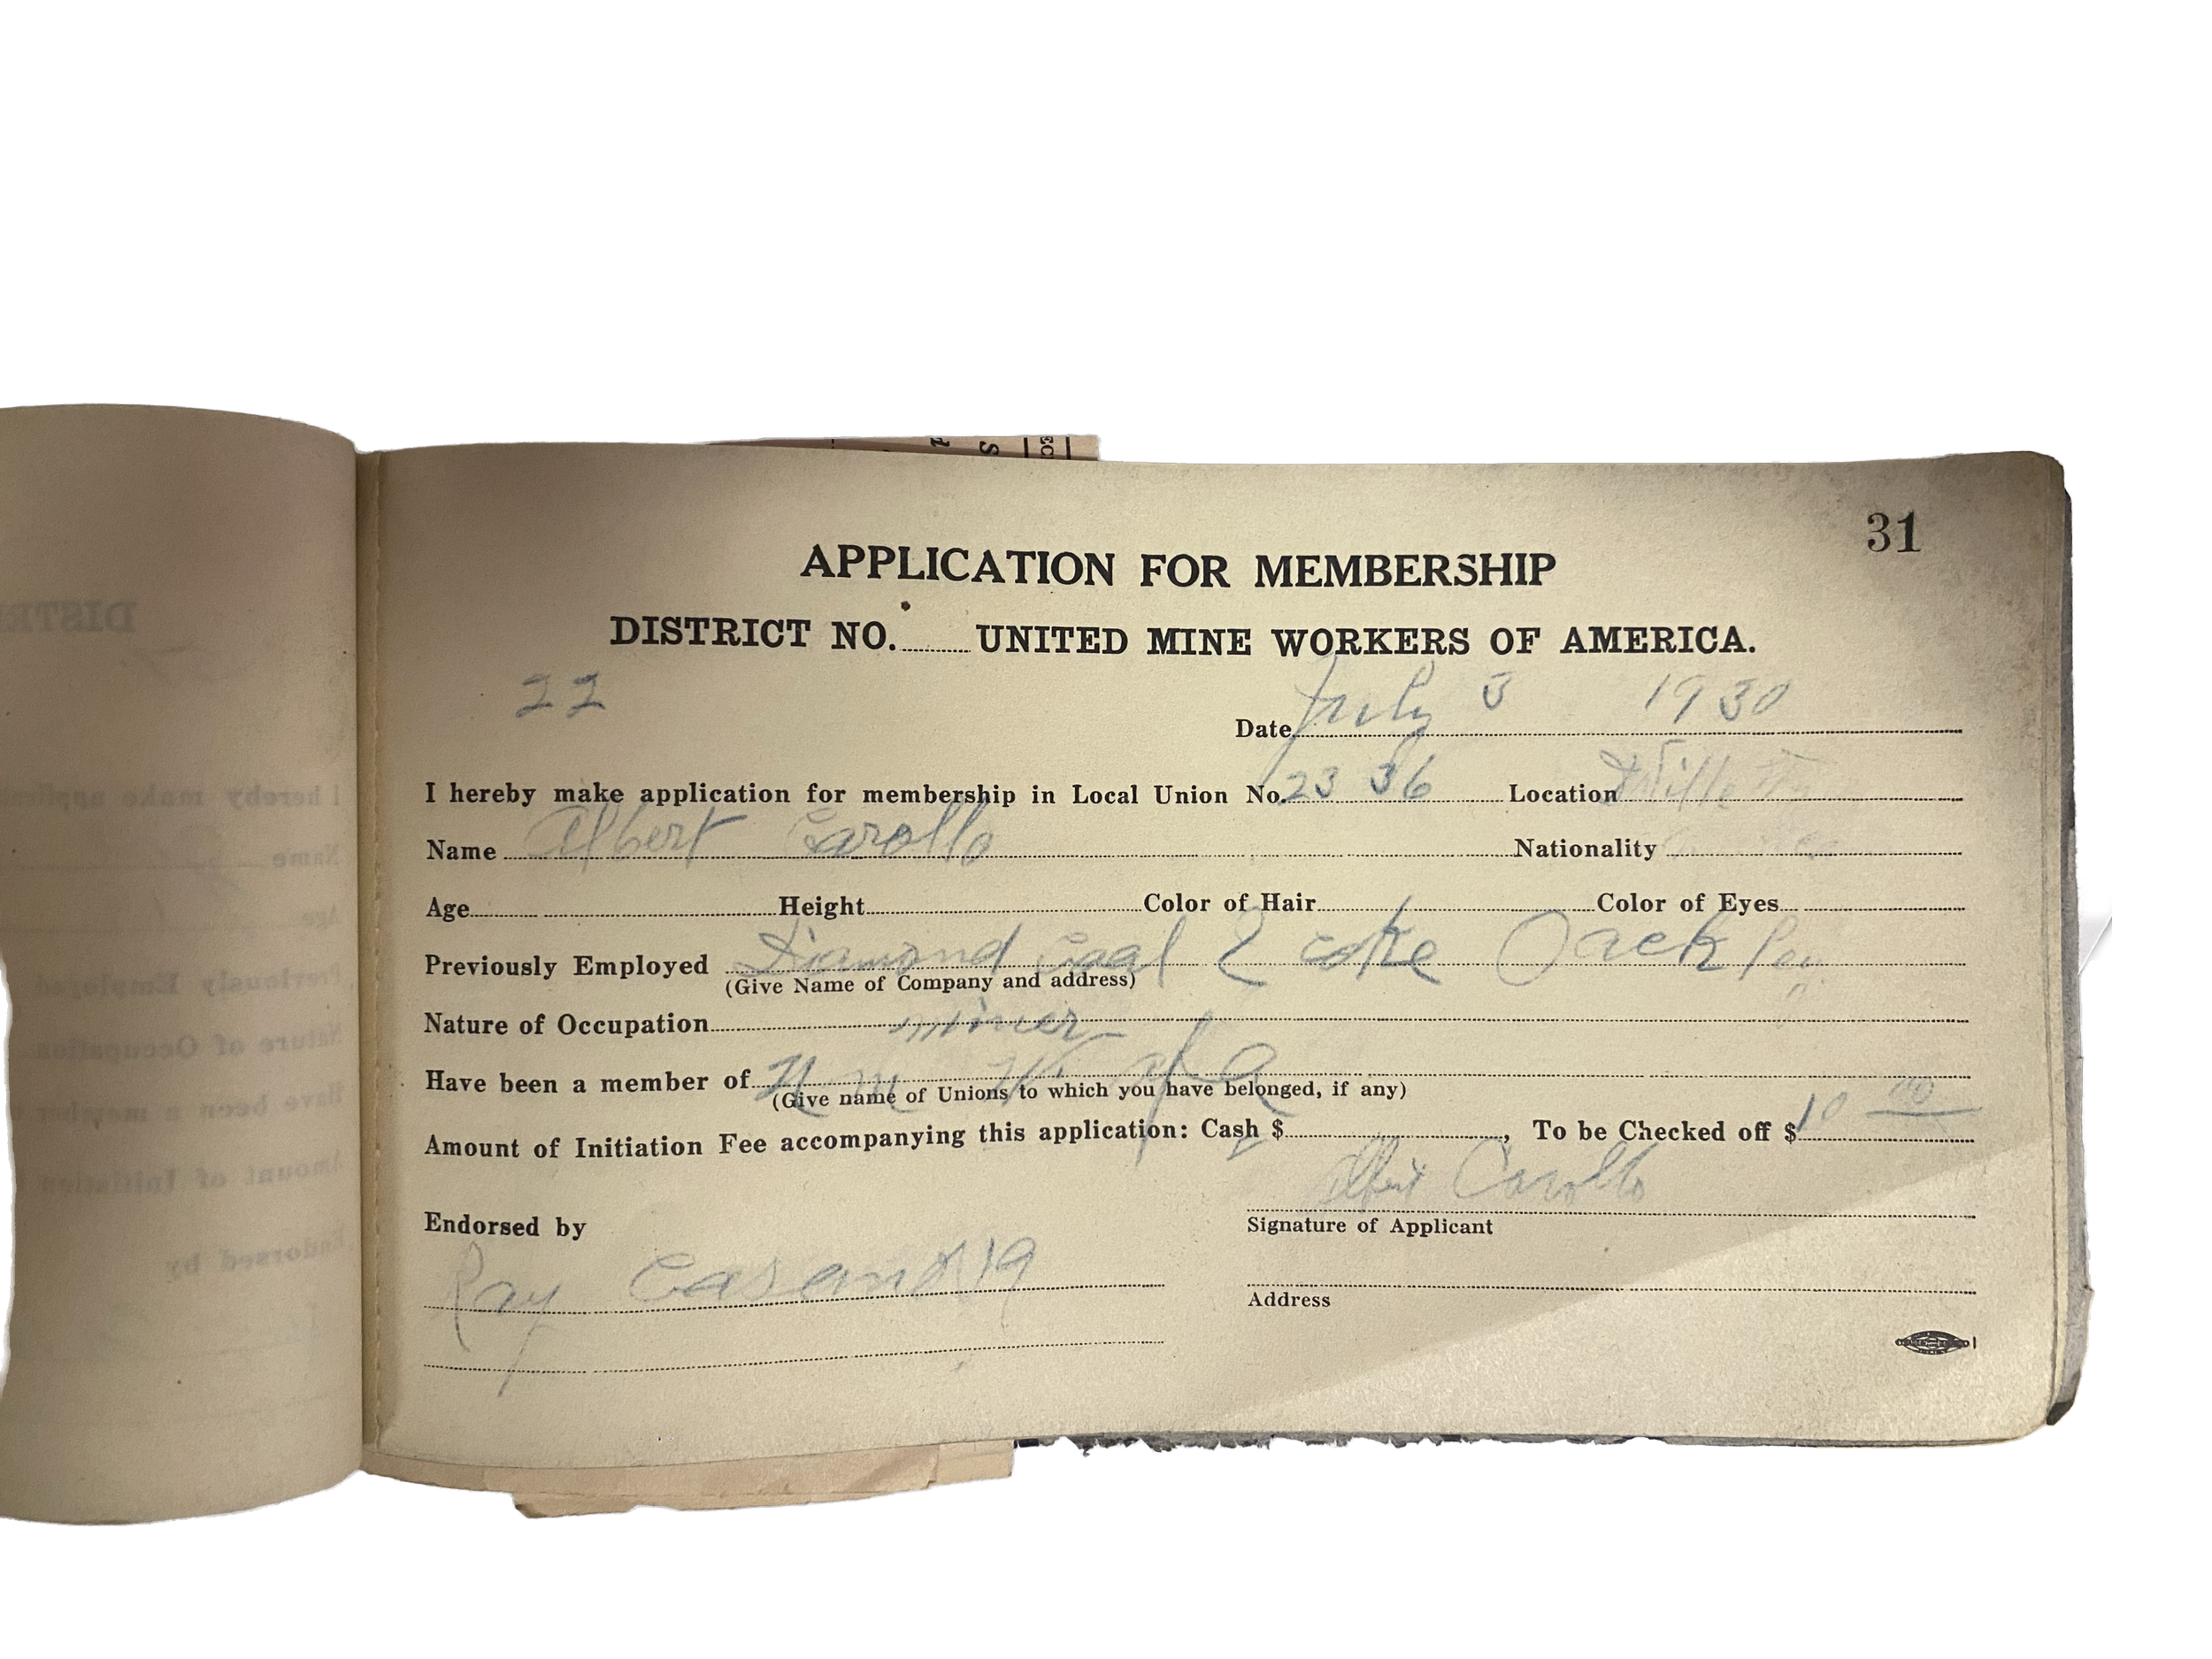 31
APPLICATION FOR MEMBERSHIP
DISTRICT NO. UNITED MINE WORKERS OF AMERICA.
22
Date July 3 1930
I hereby make application for membership in Local Union No. 2336 Location
Name Albert Carollo Nationality
Age Height Color of Hair Color of Eyes
Previously Employed Diamond Coal & coke
(Give Name of Company and address)
Nature of Occupation miner
Have been a member of U M W of A
(Give name of Unions to which you have belonged, if any)
Amount of Initiation Fee accompanying this application: Cash $ , To be Checked off $ 10 00
Albert Carollo
Endorsed by Signature of Applicant
Ray
Address